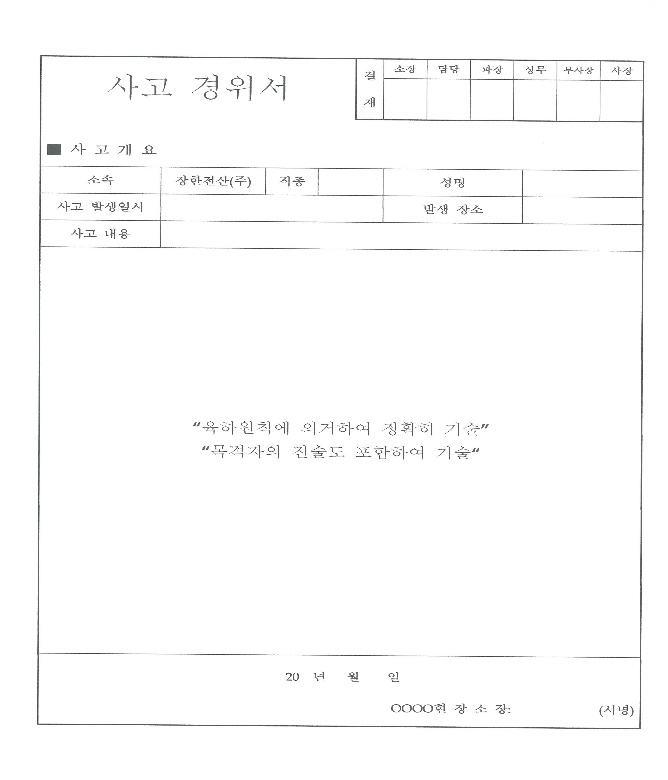 사고 경위서
결재
소장 담당 과장 상무 부사장 사장
■ 사 고 개 요
소속 장한전산(주) 직종 성명
사고 발생일시 발생 장소
사고 내용
"육하원칙에 의거하여 정확히 기술"
"목격자의 진술도 포함하여 기술"
20 년 월 일
OOOO현 장 소 장: (서명)